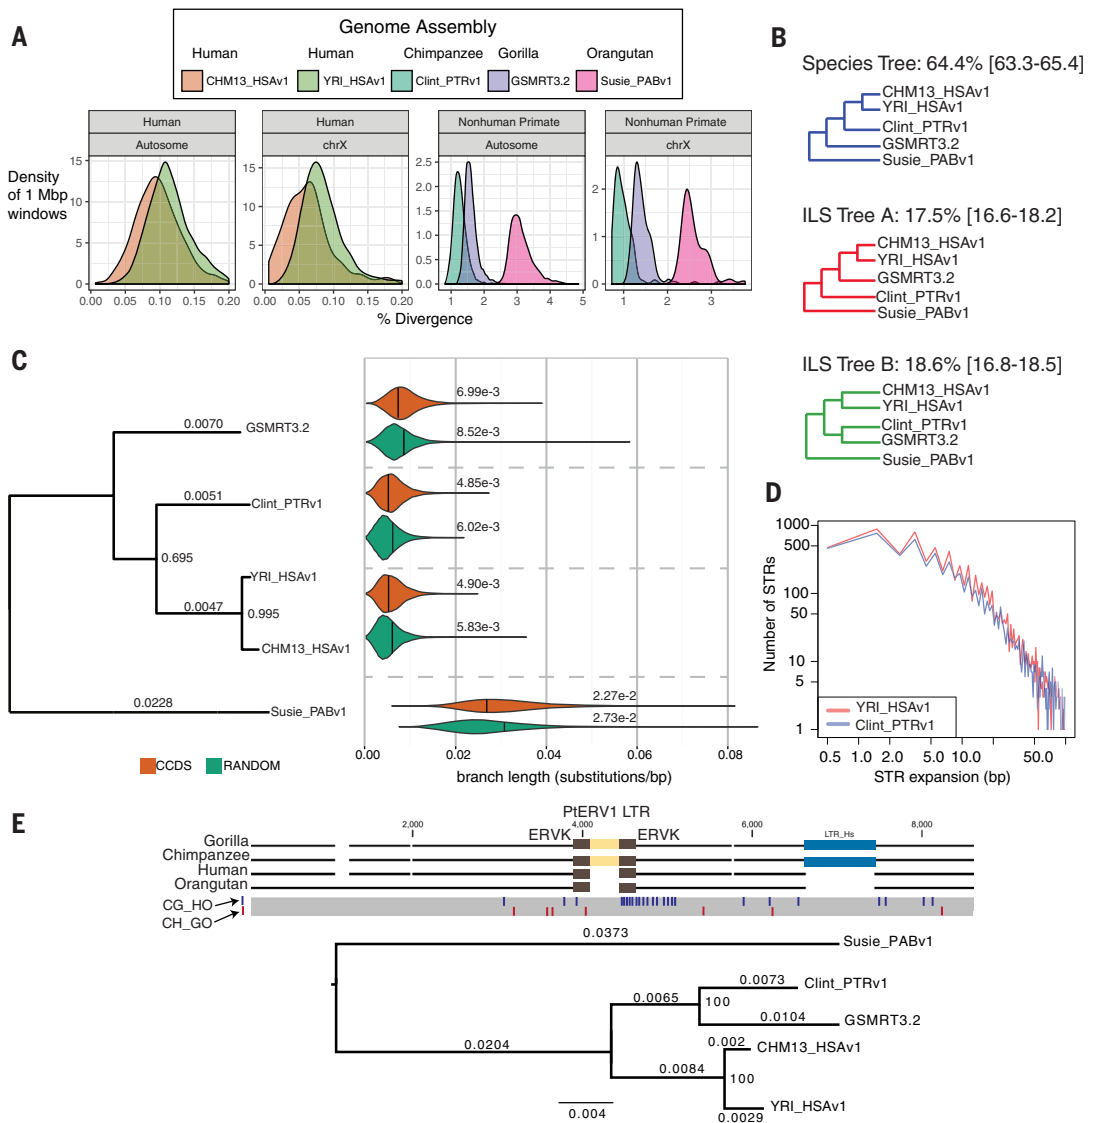 A
Genome Assembly
Human Human Chimpanzee Gorilla Orangutan
CHM13_HSAv1 YRI_HSAv1 Clint_PTRv1 GSMRT3.2 Susie_PABv1
Human Human Nonhuman Primate Nonhuman Primate
Autosome chrX Autosome chrX
Density
of 1 Mbp
windows
15
10
5
0
0.00 0.05 0.10 0.15 0.20
15
10
5
0
0.00 0.05 0.10 0.15 0.20
2.5
2.0
1.5
1.0
0.5
0.0
1 2 3 4 5
2
1
0
1 2 3
% Divergence
B
Species Tree: 64.4% [63.3-65.4]
CHM13_HSAv1
YRI_HSAv1
Clint_PTRv1
GSMRT3.2
Susie_PABv1
ILS Tree A: 17.5% [16.6-18.2]
CHM13_HSAv1
YRI_HSAv1
GSMRT3.2
Clint_PTRv1
Susie_PABv1
ILS Tree B: 18.6% [16.8-18.5]
CHM13_HSAv1
YRI_HSAv1
Clint_PTRv1
GSMRT3.2
Susie_PABv1
C
0.0070 GSMRT3.2
0.0051 Clint_PTRv1
0.695
YRI_HSAv1
0.0047 0.995
CHM13_HSAv1
0.0228 Susie_PABv1
6.99e-3
8.52e-3
4.85e-3
6.02e-3
4.90e-3
5.83e-3
2.27e-2
2.73e-2
0.00 0.02 0.04 0.06 0.08
branch length (substitutions/bp)
CCDS RANDOM
D
Number of STRs
1000
500
100
50
10
5
1
YRI_HSAv1
Clint_PTRv1
0.5 1.0 2.0 5.0 10.0 50.0
STR expansion (bp)
E
PtERV1 LTR
2,000 4,000 6,000 8,000
ERVK ERVK LTR_Hs
Gorilla
Chimpanzee
Human
Orangutan
CG_HO
CH_GO
0.0373 Susie_PABv1
0.0073 Clint_PTRv1
0.0065 100
0.0104 GSMRT3.2
0.0204
0.002 CHM13_HSAv1
0.0084 100
YRI_HSAv1
0.0029
0.004